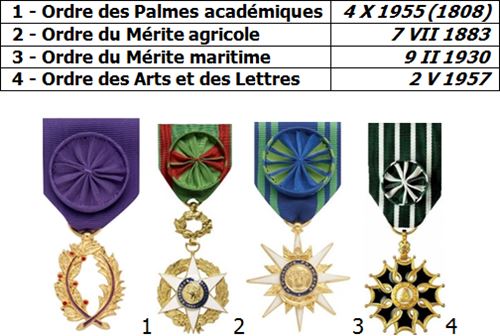 1 - Ordre des Palmes académiques 4 X 1955 (1808)
2 - Ordre du Mérite agricole 7 VII 1883
3 - Ordre du Mérite maritime 9 II 1930
4 - Ordre des Arts et des Lettres 2 V 1957
1 2 3 4